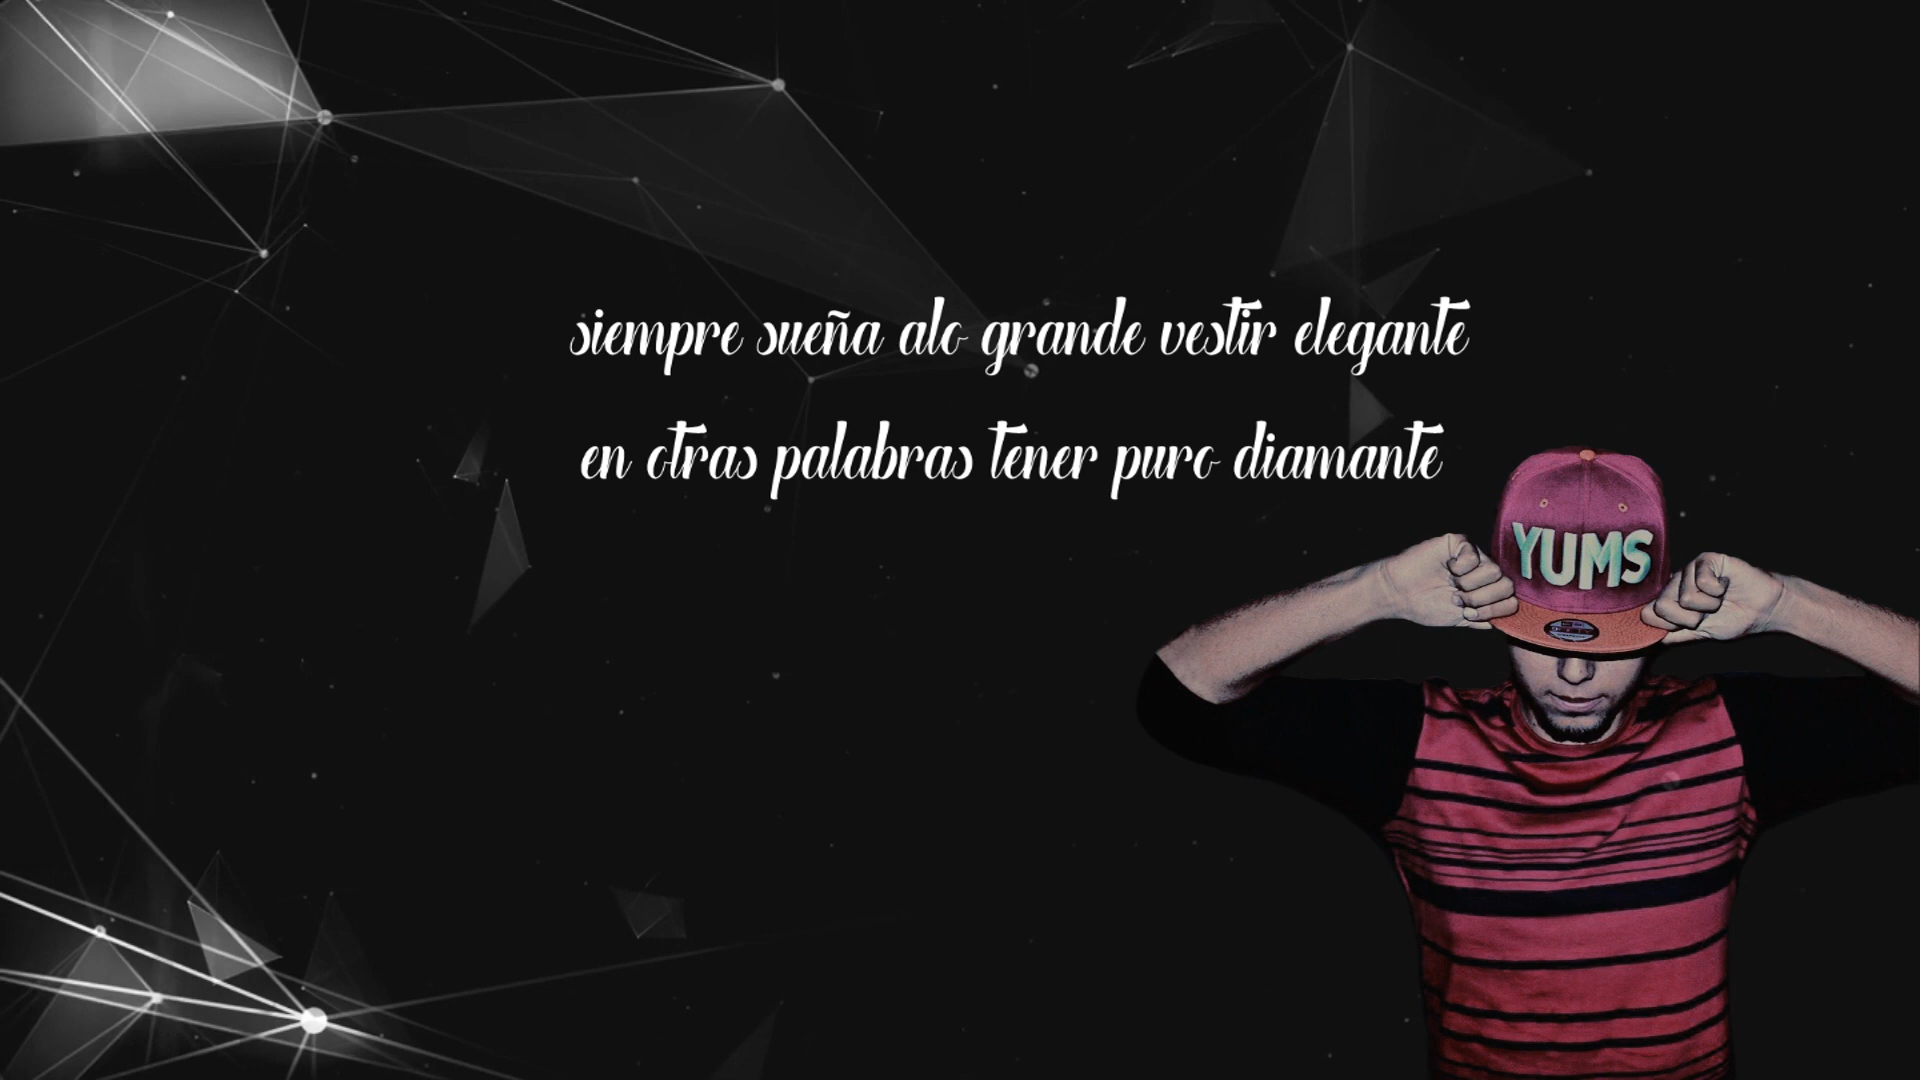 siempre sueña alo grande vestir elegante
en otras palabras tener puro diamante
YUMS